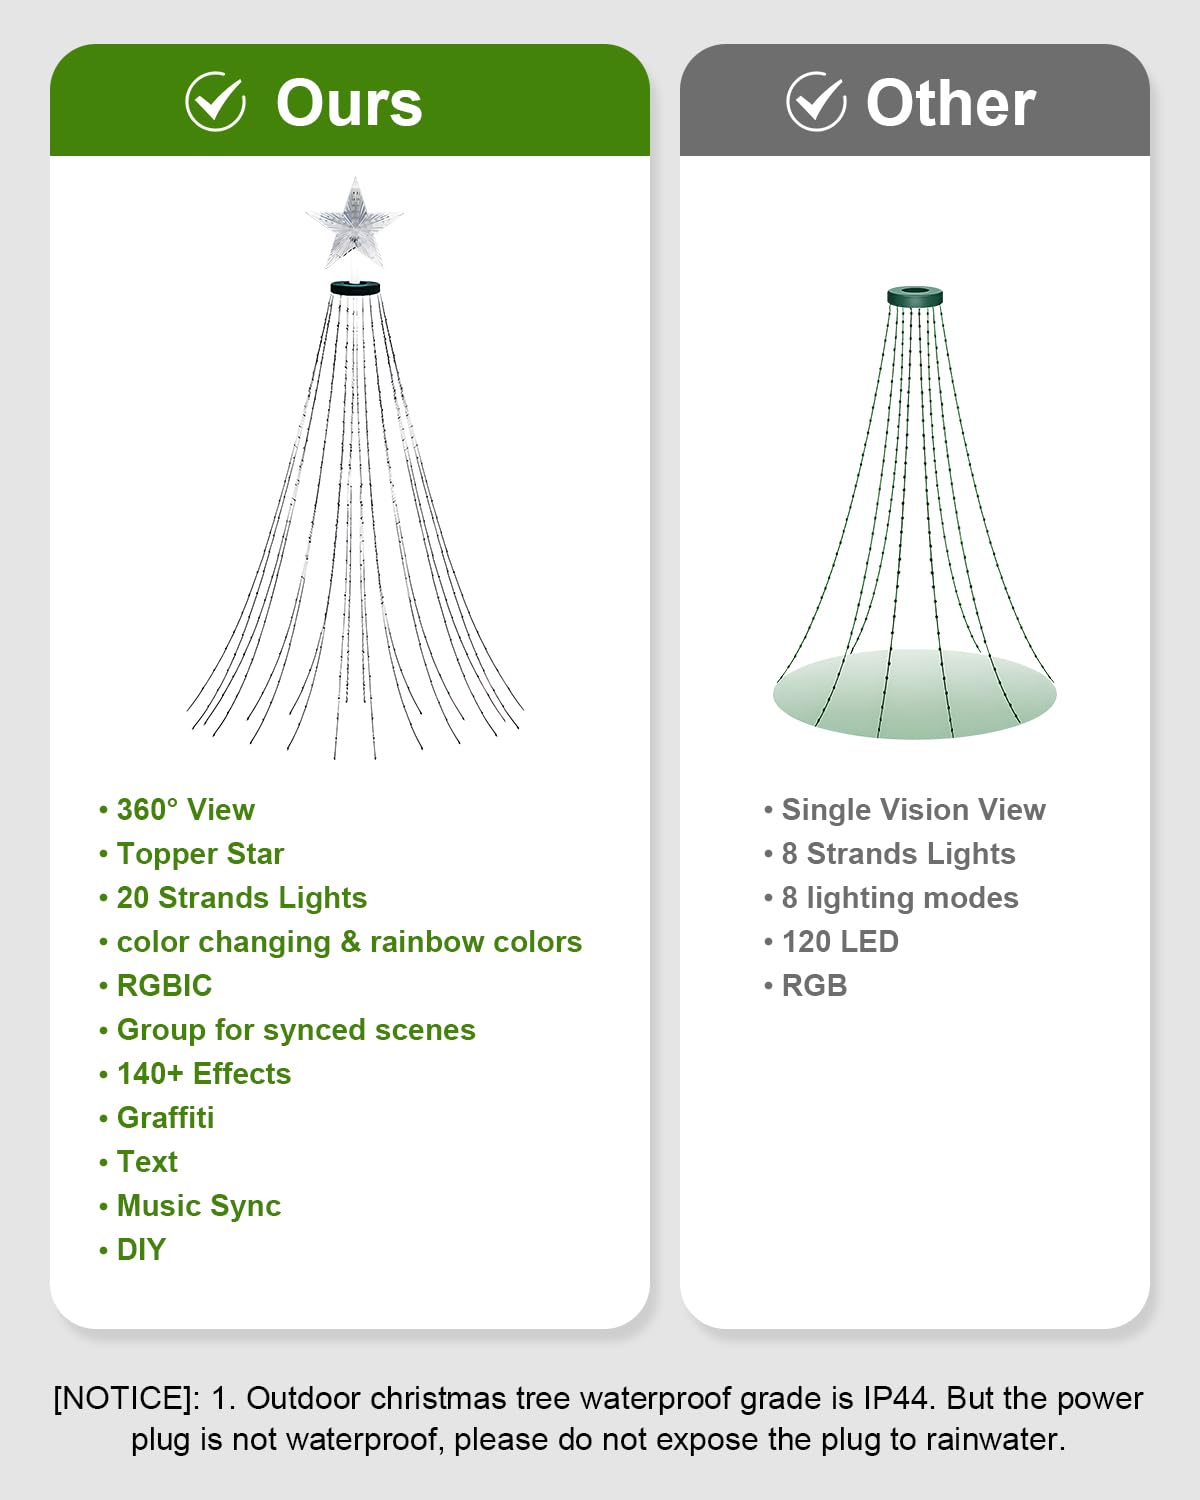 Ours
360° View
Topper Star
20 Strands Lights
color changing & rainbow colors
RGBIC
Group for synced scenes
140+ Effects
Graffiti
Text
Music Sync
DIY
Other
Single Vision View
8 Strands Lights
8 lighting modes
120 LED
RGB
[NOTICE]: 1. Outdoor christmas tree waterproof grade is IP44. But the power
plug is not waterproof, please do not expose the plug to rainwater.